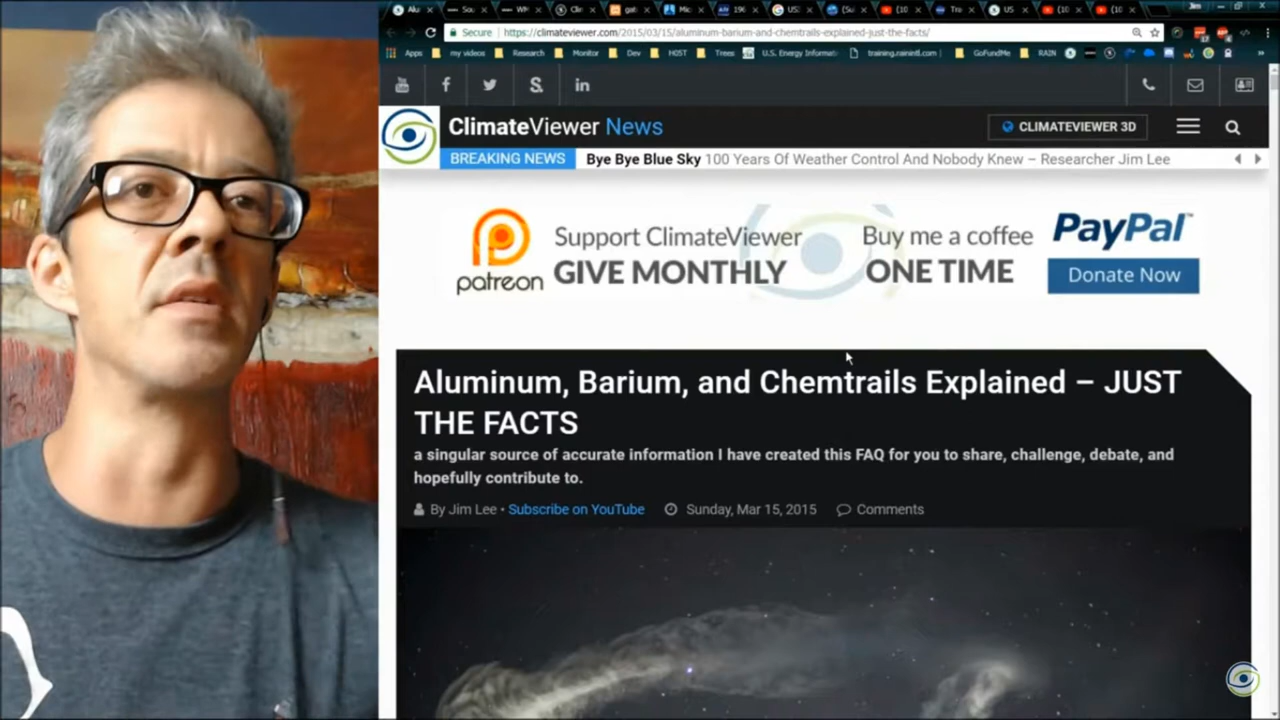 Jim
Secure | https://climateviewer.com/2015/03/15/aluminum-barium-and-chemtrails-explained-just-the-facts/
Apps my videos Research Monitor Dev HOST Trees U.S. Energy Informati training.rainintl.com GoFundMe RAIN
ClimateViewer News
CLIMATEVIEWER 3D
BREAKING NEWS Bye Bye Blue Sky 100 Years Of Weather Control And Nobody Knew – Researcher Jim Lee
patreon
Support ClimateViewer
GIVE MONTHLY
Buy me a coffee
ONE TIME
PayPal
Donate Now
Aluminum, Barium, and Chemtrails Explained – JUST
THE FACTS
a singular source of accurate information I have created this FAQ for you to share, challenge, debate, and
hopefully contribute to.
By Jim Lee • Subscribe on YouTube Sunday, Mar 15, 2015 Comments